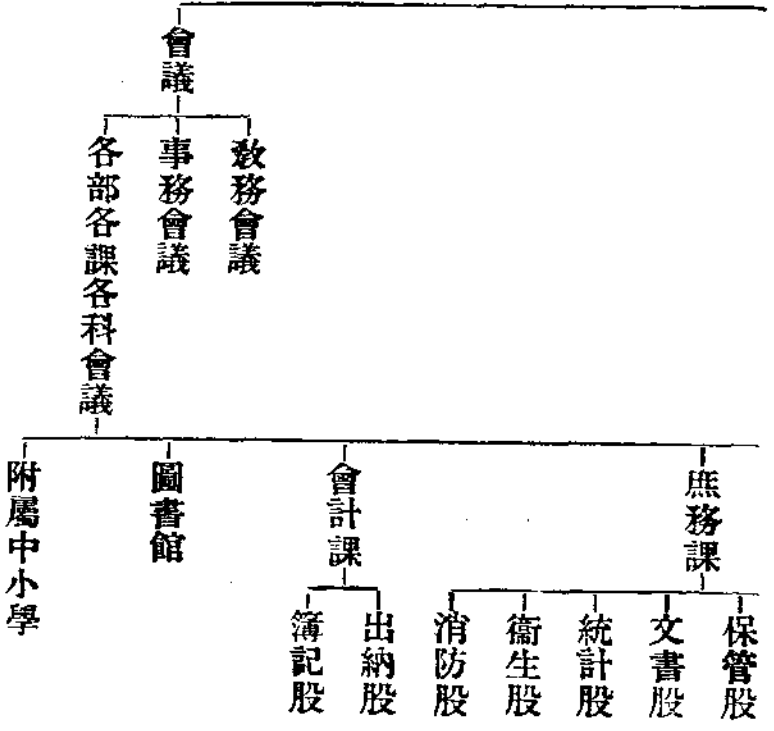 會議
教務會議
事務會議
各部各課各科會議
庶務課
保管股
文書股
統計股
衞生股
消防股
會計課
出納股
簿記股
圖書館
附屬中小學